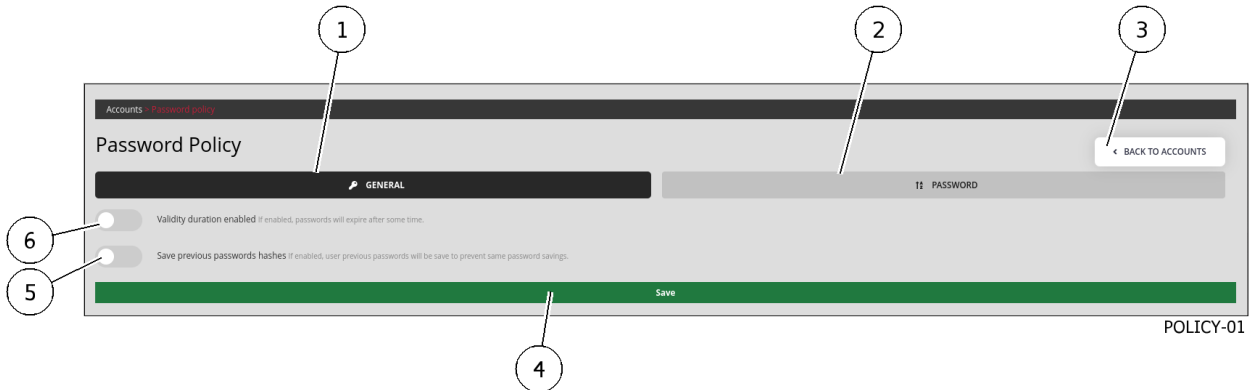 1
2
3
Accounts > Password policy
Password Policy
BACK TO ACCOUNTS
GENERAL
PASSWORD
Validity duration enabled If enabled, passwords will expire after some time.
6
Save previous passwords hashes If enabled, user previous passwords will be save to prevent same password savings.
5
Save
POLICY-01
4